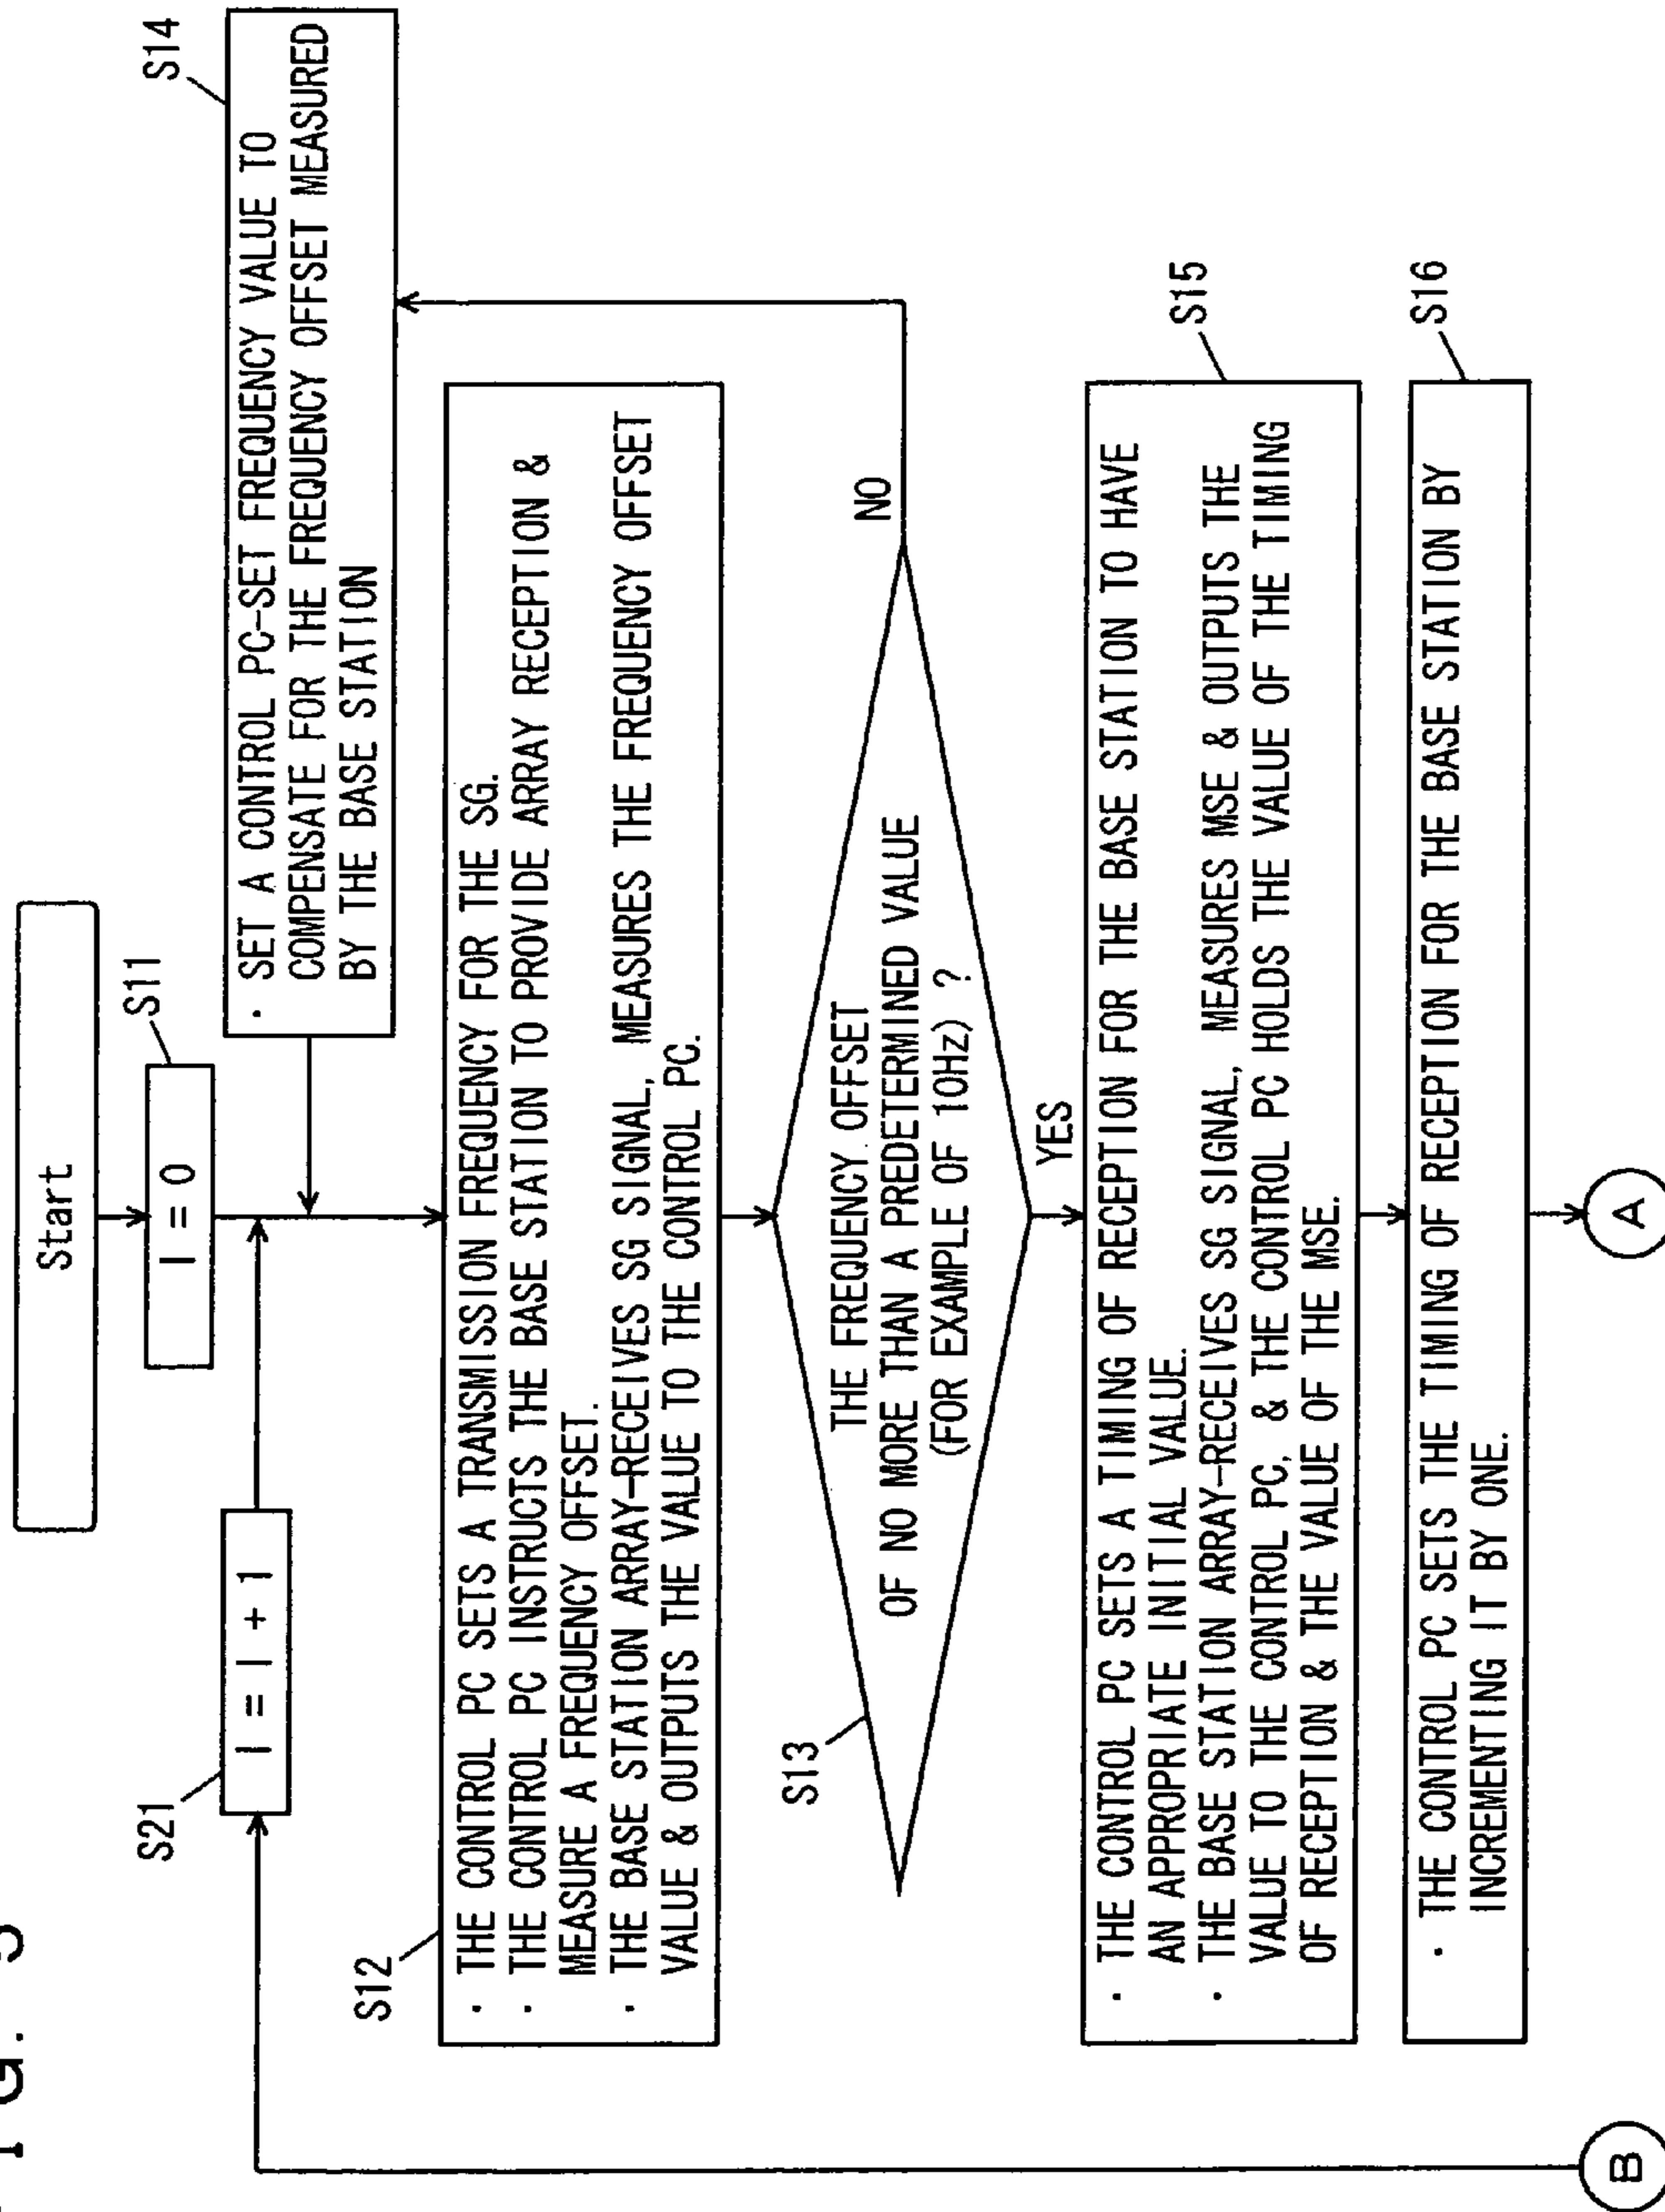 FIG. 5
Start
I = 0
S11
S21
I = I + 1
S14
· SET A CONTROL PC-SET FREQUENCY VALUE TO
COMPENSATE FOR THE FREQUENCY OFFSET MEASURED
BY THE BASE STATION
S12
· THE CONTROL PC SETS A TRANSMISSION FREQUENCY FOR THE SG.
· THE CONTROL PC INSTRUCTS THE BASE STATION TO PROVIDE ARRAY RECEPTION &
MEASURE A FREQUENCY OFFSET.
· THE BASE STATION ARRAY-RECEIVES SG SIGNAL, MEASURES THE FREQUENCY OFFSET
VALUE & OUTPUTS THE VALUE TO THE CONTROL PC.
S13
THE FREQUENCY OFFSET
OF NO MORE THAN A PREDETERMINED VALUE
(FOR EXAMPLE OF 10Hz) ?
NO
YES
S15
· THE CONTROL PC SETS A TIMING OF RECEPTION FOR THE BASE STATION TO HAVE
AN APPROPRIATE INITIAL VALUE.
· THE BASE STATION ARRAY-RECEIVES SG SIGNAL, MEASURES MSE & OUTPUTS THE
VALUE TO THE CONTROL PC, & THE CONTROL PC HOLDS THE VALUE OF THE TIMING
OF RECEPTION & THE VALUE OF THE MSE.
S16
· THE CONTROL PC SETS THE TIMING OF RECEPTION FOR THE BASE STATION BY
INCREMENTING IT BY ONE.
B
A